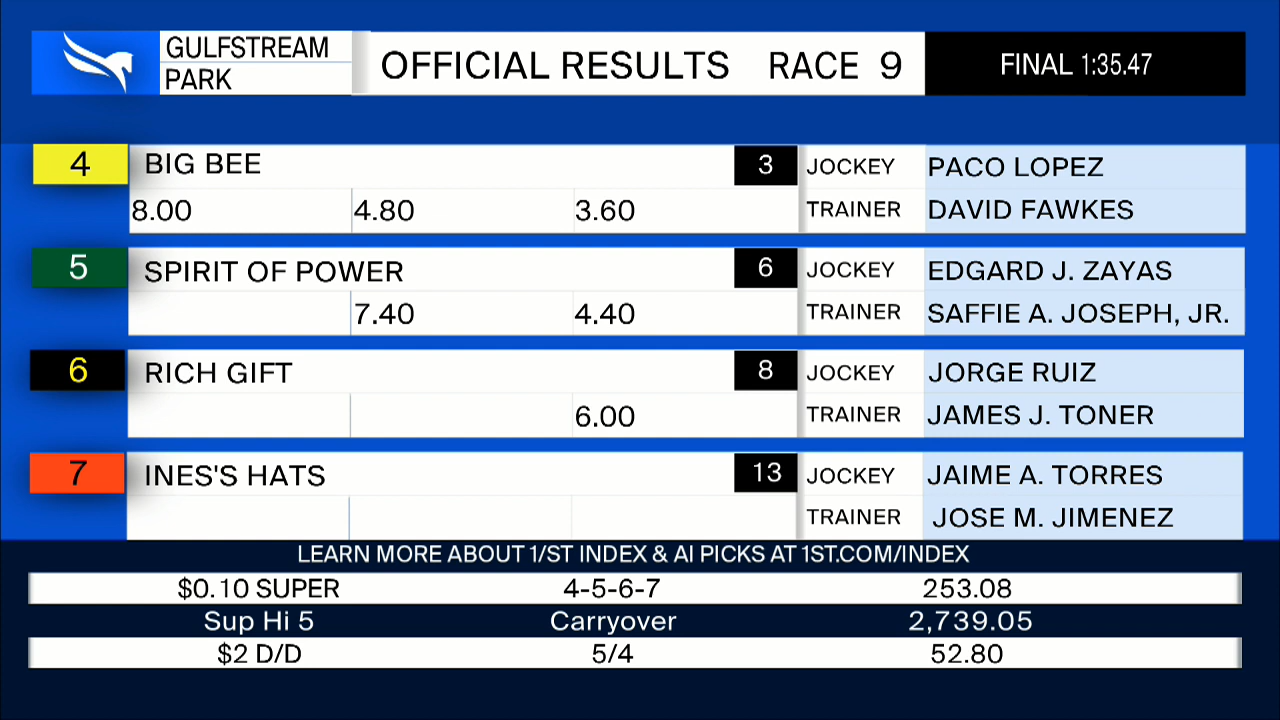 GULFSTREAM
PARK
OFFICIAL RESULTS RACE 9
FINAL 1:35.47
4 BIG BEE 3 JOCKEY PACO LOPEZ
8.00 4.80 3.60 TRAINER DAVID FAWKES
5 SPIRIT OF POWER 6 JOCKEY EDGARD J. ZAYAS
7.40 4.40 TRAINER SAFFIE A. JOSEPH, JR.
6 RICH GIFT 8 JOCKEY JORGE RUIZ
6.00 TRAINER JAMES J. TONER
7 INES'S HATS 13 JOCKEY JAIME A. TORRES
TRAINER JOSE M. JIMENEZ
LEARN MORE ABOUT 1/ST INDEX & AI PICKS AT 1ST.COM/INDEX
$0.10 SUPER 4-5-6-7 253.08
Sup Hi 5 Carryover 2,739.05
$2 D/D 5/4 52.80